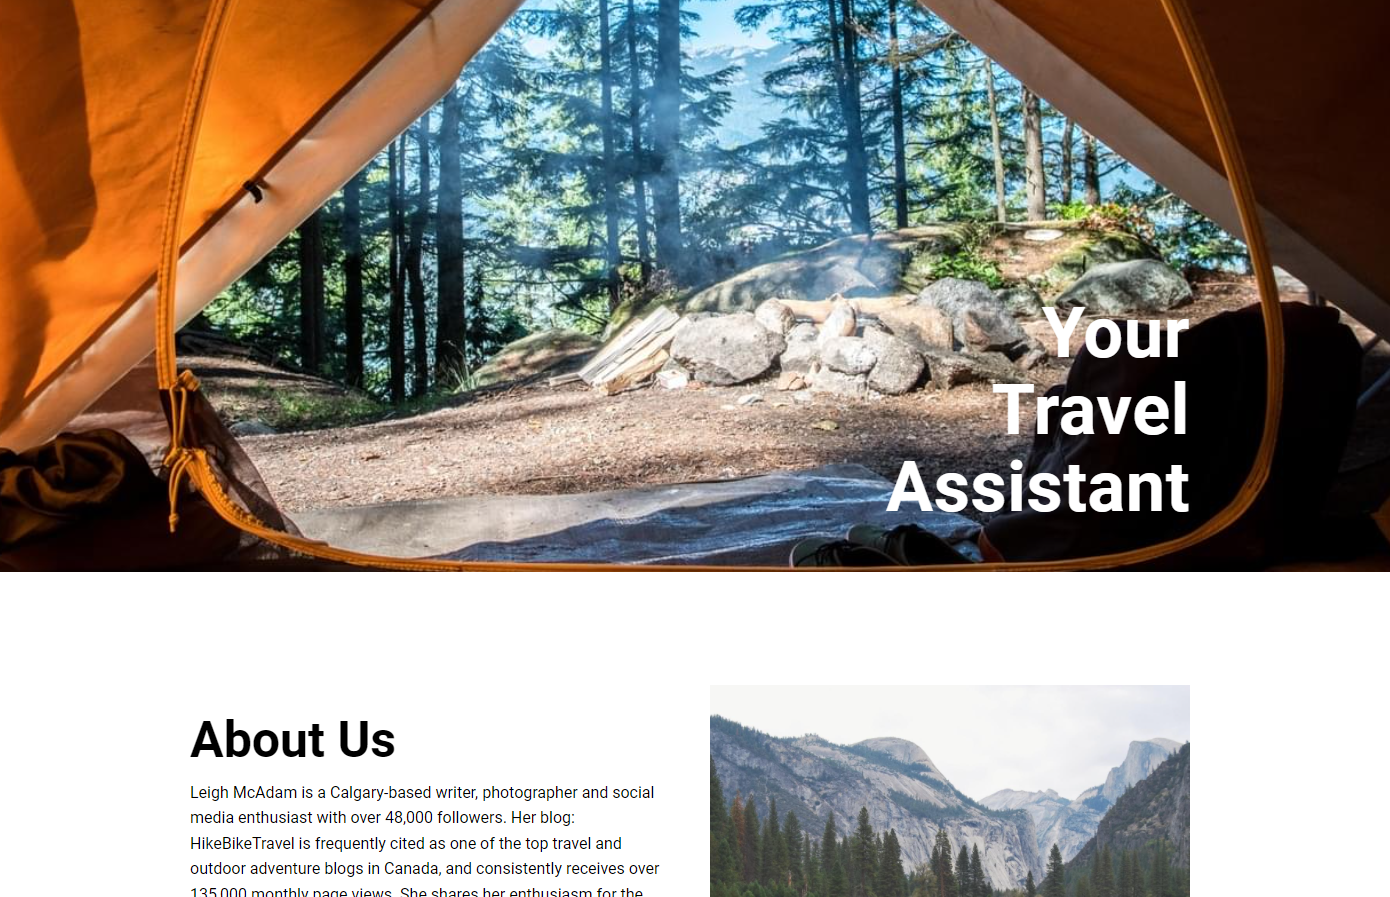 Your
Travel
Assistant
About Us
Leigh McAdam is a Calgary-based writer, photographer and social
media enthusiast with over 48,000 followers. Her blog:
HikeBikeTravel is frequently cited as one of the top travel and
outdoor adventure blogs in Canada, and consistently receives over
135,000 monthly page views. She shares her enthusiasm for the